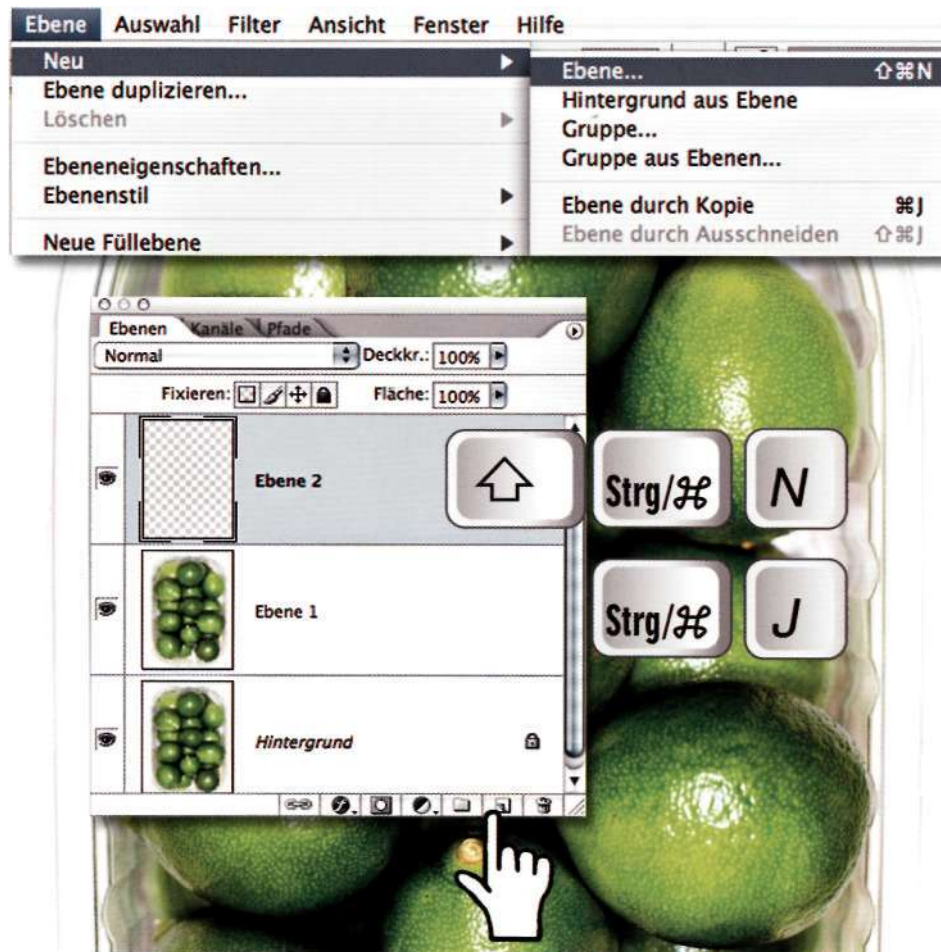 Ebene Auswahl Filter Ansicht Fenster Hilfe
Neu
Ebene duplizieren...
Löschen
Ebeneneigenschaften...
Ebenenstil
Neue Füllebene
Ebene... ⇧⌘N
Hintergrund aus Ebene
Gruppe...
Gruppe aus Ebenen...
Ebene durch Kopie ⌘J
Ebene durch Ausschneiden ⇧⌘J
Ebenen Kanäle Pfade
Normal Deckkr.: 100%
Fixieren: Fläche: 100%
Ebene 2
⇧ Strg/⌘ N
Ebene 1
Strg/⌘ J
Hintergrund